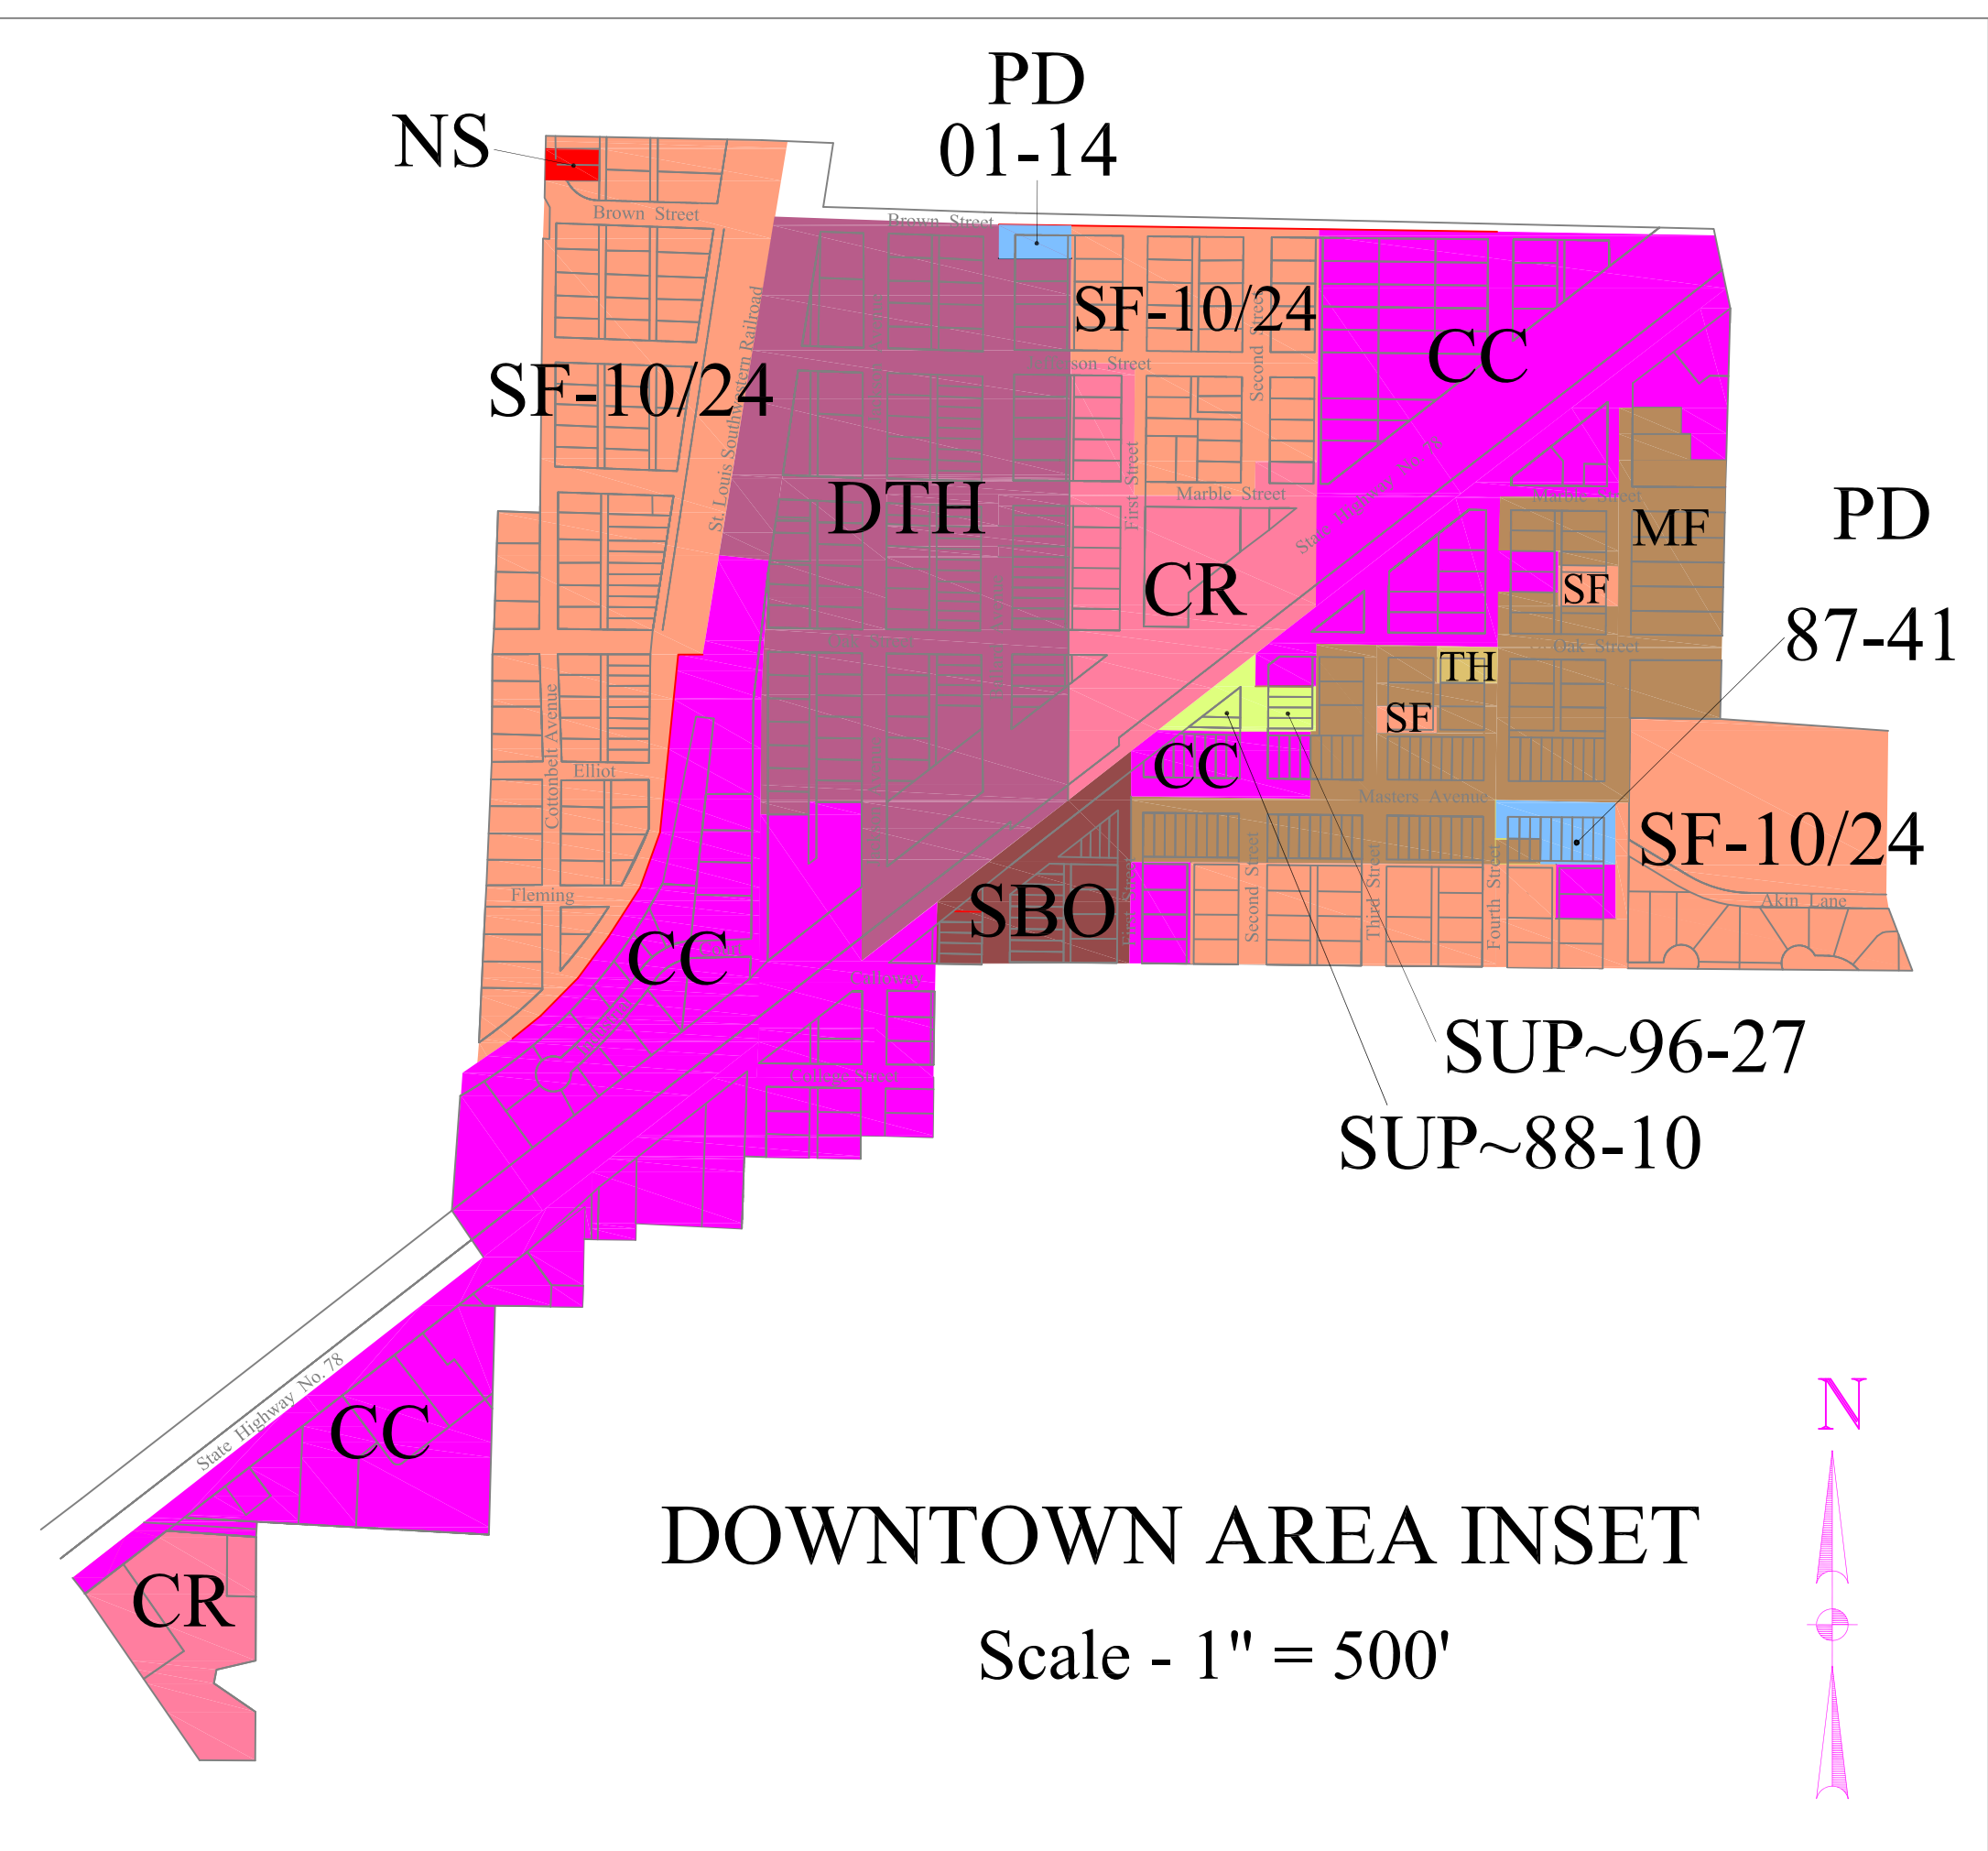 PD
01-14
NS
Brown Street
Brown Street
SF-10/24
SF-10/24
St. Louis Southwestern Railroad
Second Street
CC
State Highway No. 78
DTH
First Street
Marble Street
Marble Street
MF
PD
87-41
CR
SF
Oak Street
TH
SF
Cottonbelt Avenue
Elliot
CC
Masters Avenue
SF-10/24
Fleming
SBO
First Street
Second Street
Third Street
Fourth Street
Akin Lane
CC
Court
Calloway
College Street
SUP~96-27
SUP~88-10
State Highway No. 78
CC
CR
N
DOWNTOWN AREA INSET
Scale - 1" = 500'